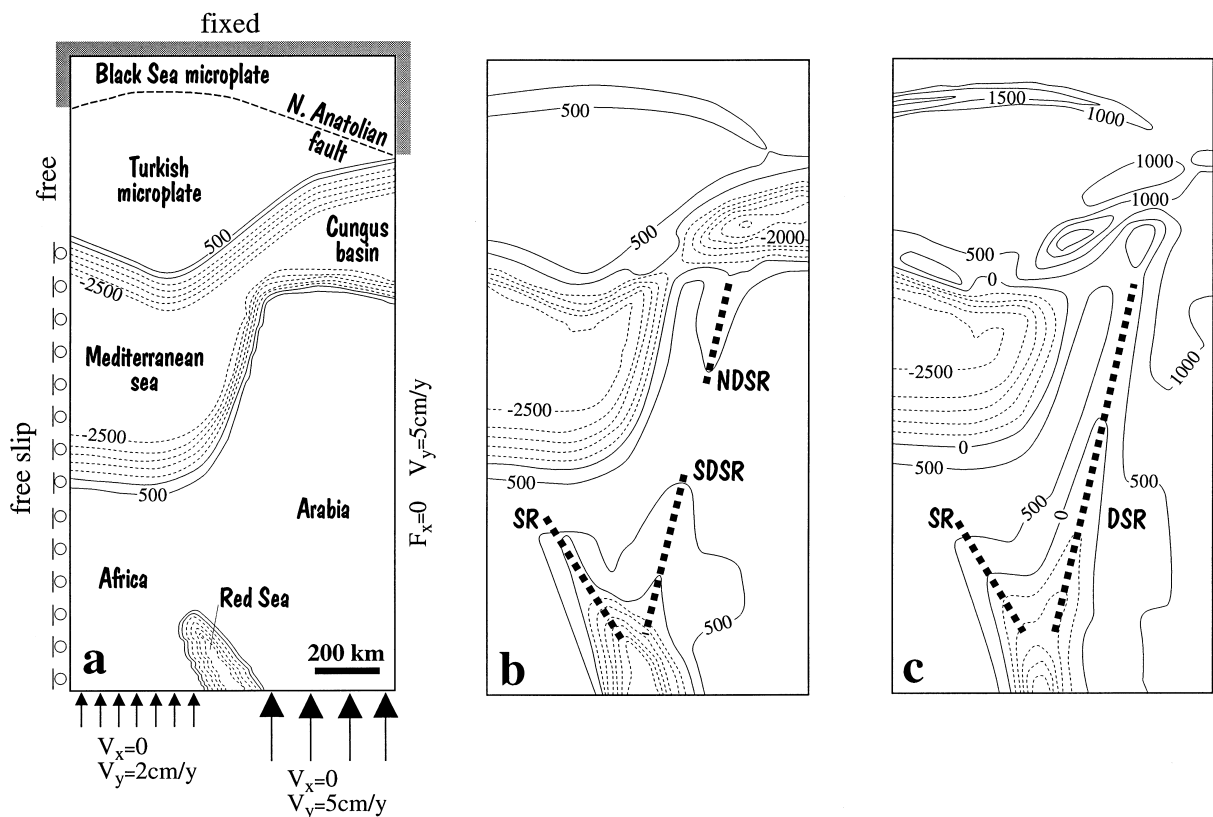 fixed
Black Sea microplate
N. Anatolian
fault
free
Turkish
microplate
500
Cungus
basin
-2500
Mediterranean
sea
free slip
-2500
500
Arabia
Fx=0 Vy=5cm/y
Africa
Red Sea
a
200 km
Vx=0
Vy=2cm/y
Vx=0
Vy=5cm/y
500
500
-2000
NDSR
-2500
500
SDSR
SR
500
b
1500
1000
1000
1000
500
0
-2500
1000
0
500
500
0
500
SR
DSR
c